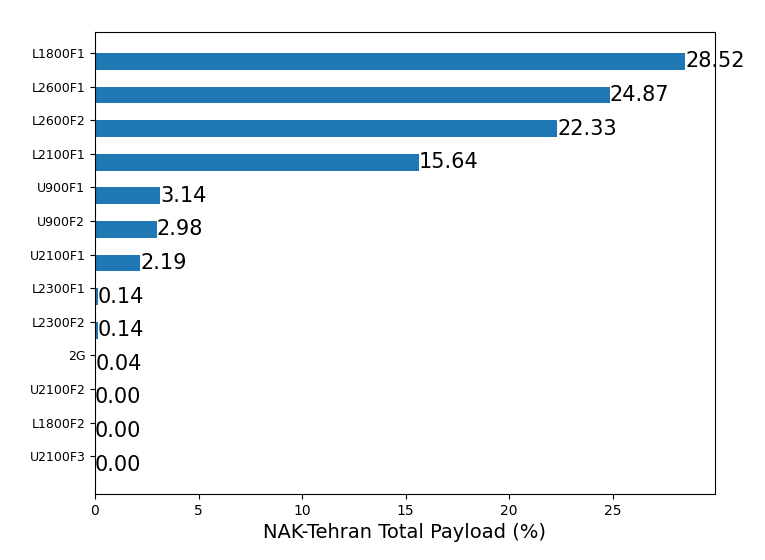 L1800F1 28.52
L2600F1 24.87
L2600F2 22.33
L2100F1 15.64
U900F1 3.14
U900F2 2.98
U2100F1 2.19
L2300F1 0.14
L2300F2 0.14
2G 0.04
U2100F2 0.00
L1800F2 0.00
U2100F3 0.00
0 5 10 15 20 25
NAK-Tehran Total Payload (%)